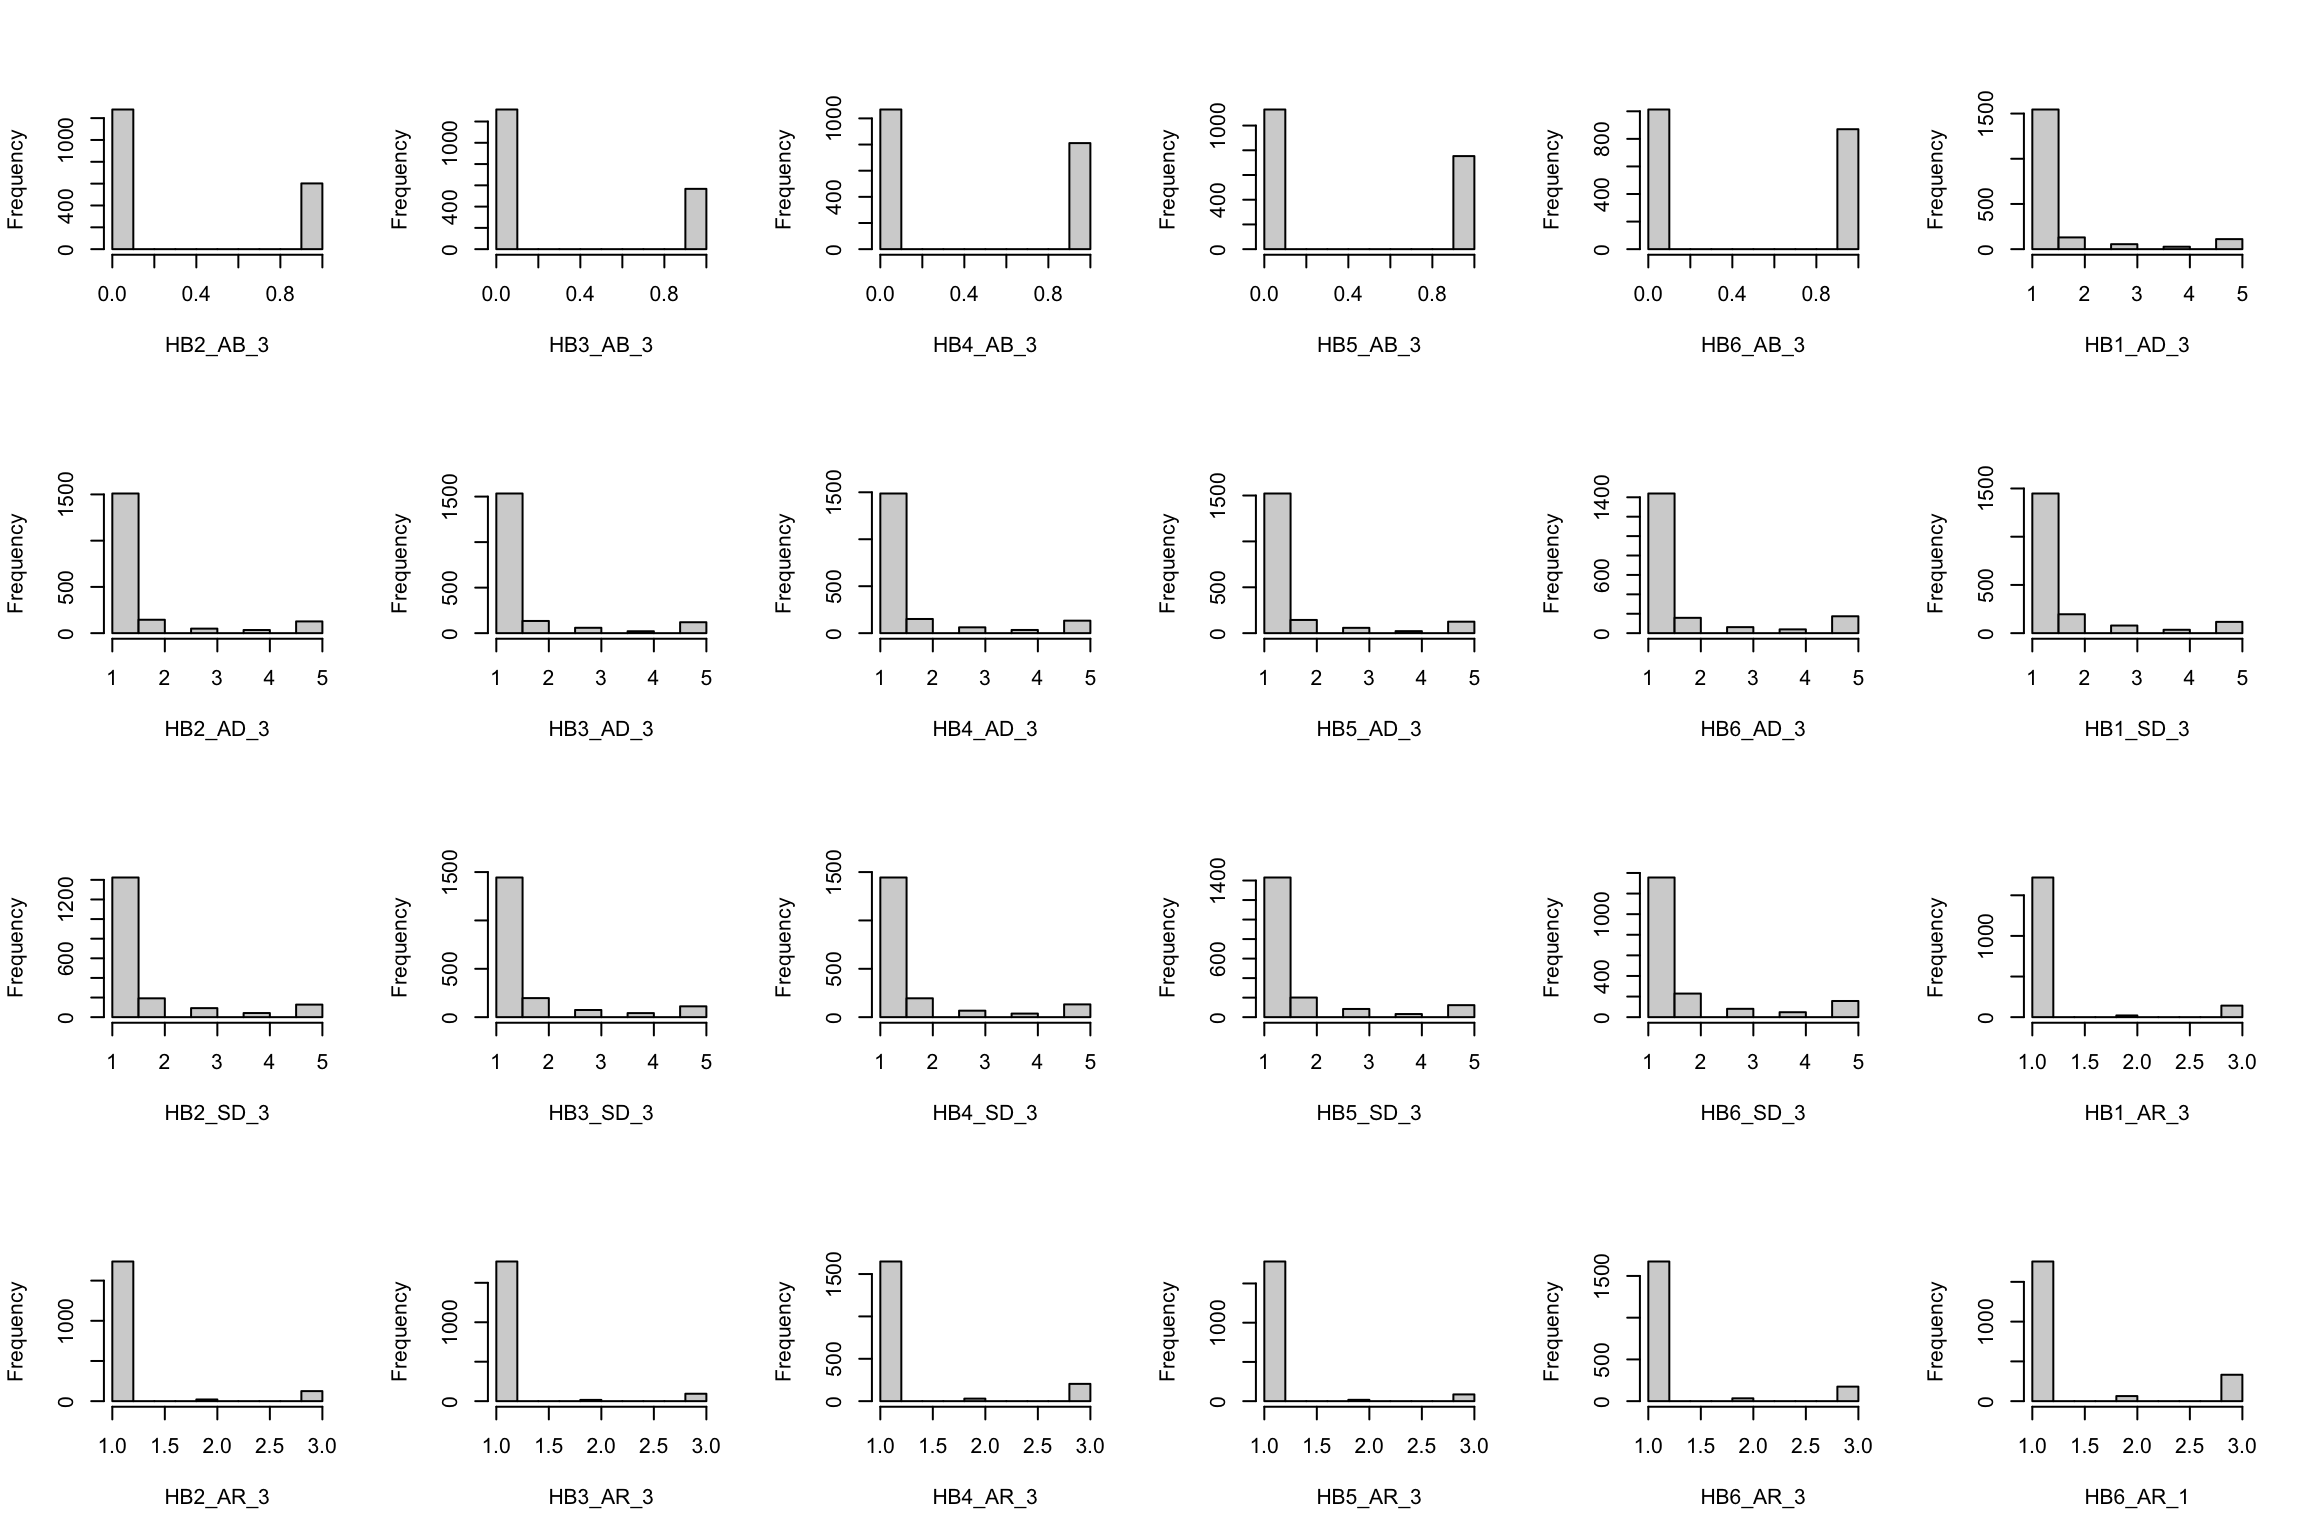 Frequency
0 400 1000
0.0 0.4 0.8
HB2_AB_3
Frequency
0 400 1000
0.0 0.4 0.8
HB3_AB_3
Frequency
0 400 1000
0.0 0.4 0.8
HB4_AB_3
Frequency
0 400 1000
0.0 0.4 0.8
HB5_AB_3
Frequency
0 400 800
0.0 0.4 0.8
HB6_AB_3
Frequency
0 500 1500
1 2 3 4 5
HB1_AD_3
Frequency
0 500 1500
1 2 3 4 5
HB2_AD_3
Frequency
0 500 1500
1 2 3 4 5
HB3_AD_3
Frequency
0 500 1500
1 2 3 4 5
HB4_AD_3
Frequency
0 500 1500
1 2 3 4 5
HB5_AD_3
Frequency
0 600 1400
1 2 3 4 5
HB6_AD_3
Frequency
0 500 1500
1 2 3 4 5
HB1_SD_3
Frequency
0 600 1200
1 2 3 4 5
HB2_SD_3
Frequency
0 500 1500
1 2 3 4 5
HB3_SD_3
Frequency
0 500 1500
1 2 3 4 5
HB4_SD_3
Frequency
0 600 1400
1 2 3 4 5
HB5_SD_3
Frequency
0 400 1000
1 2 3 4 5
HB6_SD_3
Frequency
0 1000
1.0 1.5 2.0 2.5 3.0
HB1_AR_3
Frequency
0 1000
1.0 1.5 2.0 2.5 3.0
HB2_AR_3
Frequency
0 1000
1.0 1.5 2.0 2.5 3.0
HB3_AR_3
Frequency
0 500 1500
1.0 1.5 2.0 2.5 3.0
HB4_AR_3
Frequency
0 1000
1.0 1.5 2.0 2.5 3.0
HB5_AR_3
Frequency
0 500 1500
1.0 1.5 2.0 2.5 3.0
HB6_AR_3
Frequency
0 1000
1.0 1.5 2.0 2.5 3.0
HB6_AR_1